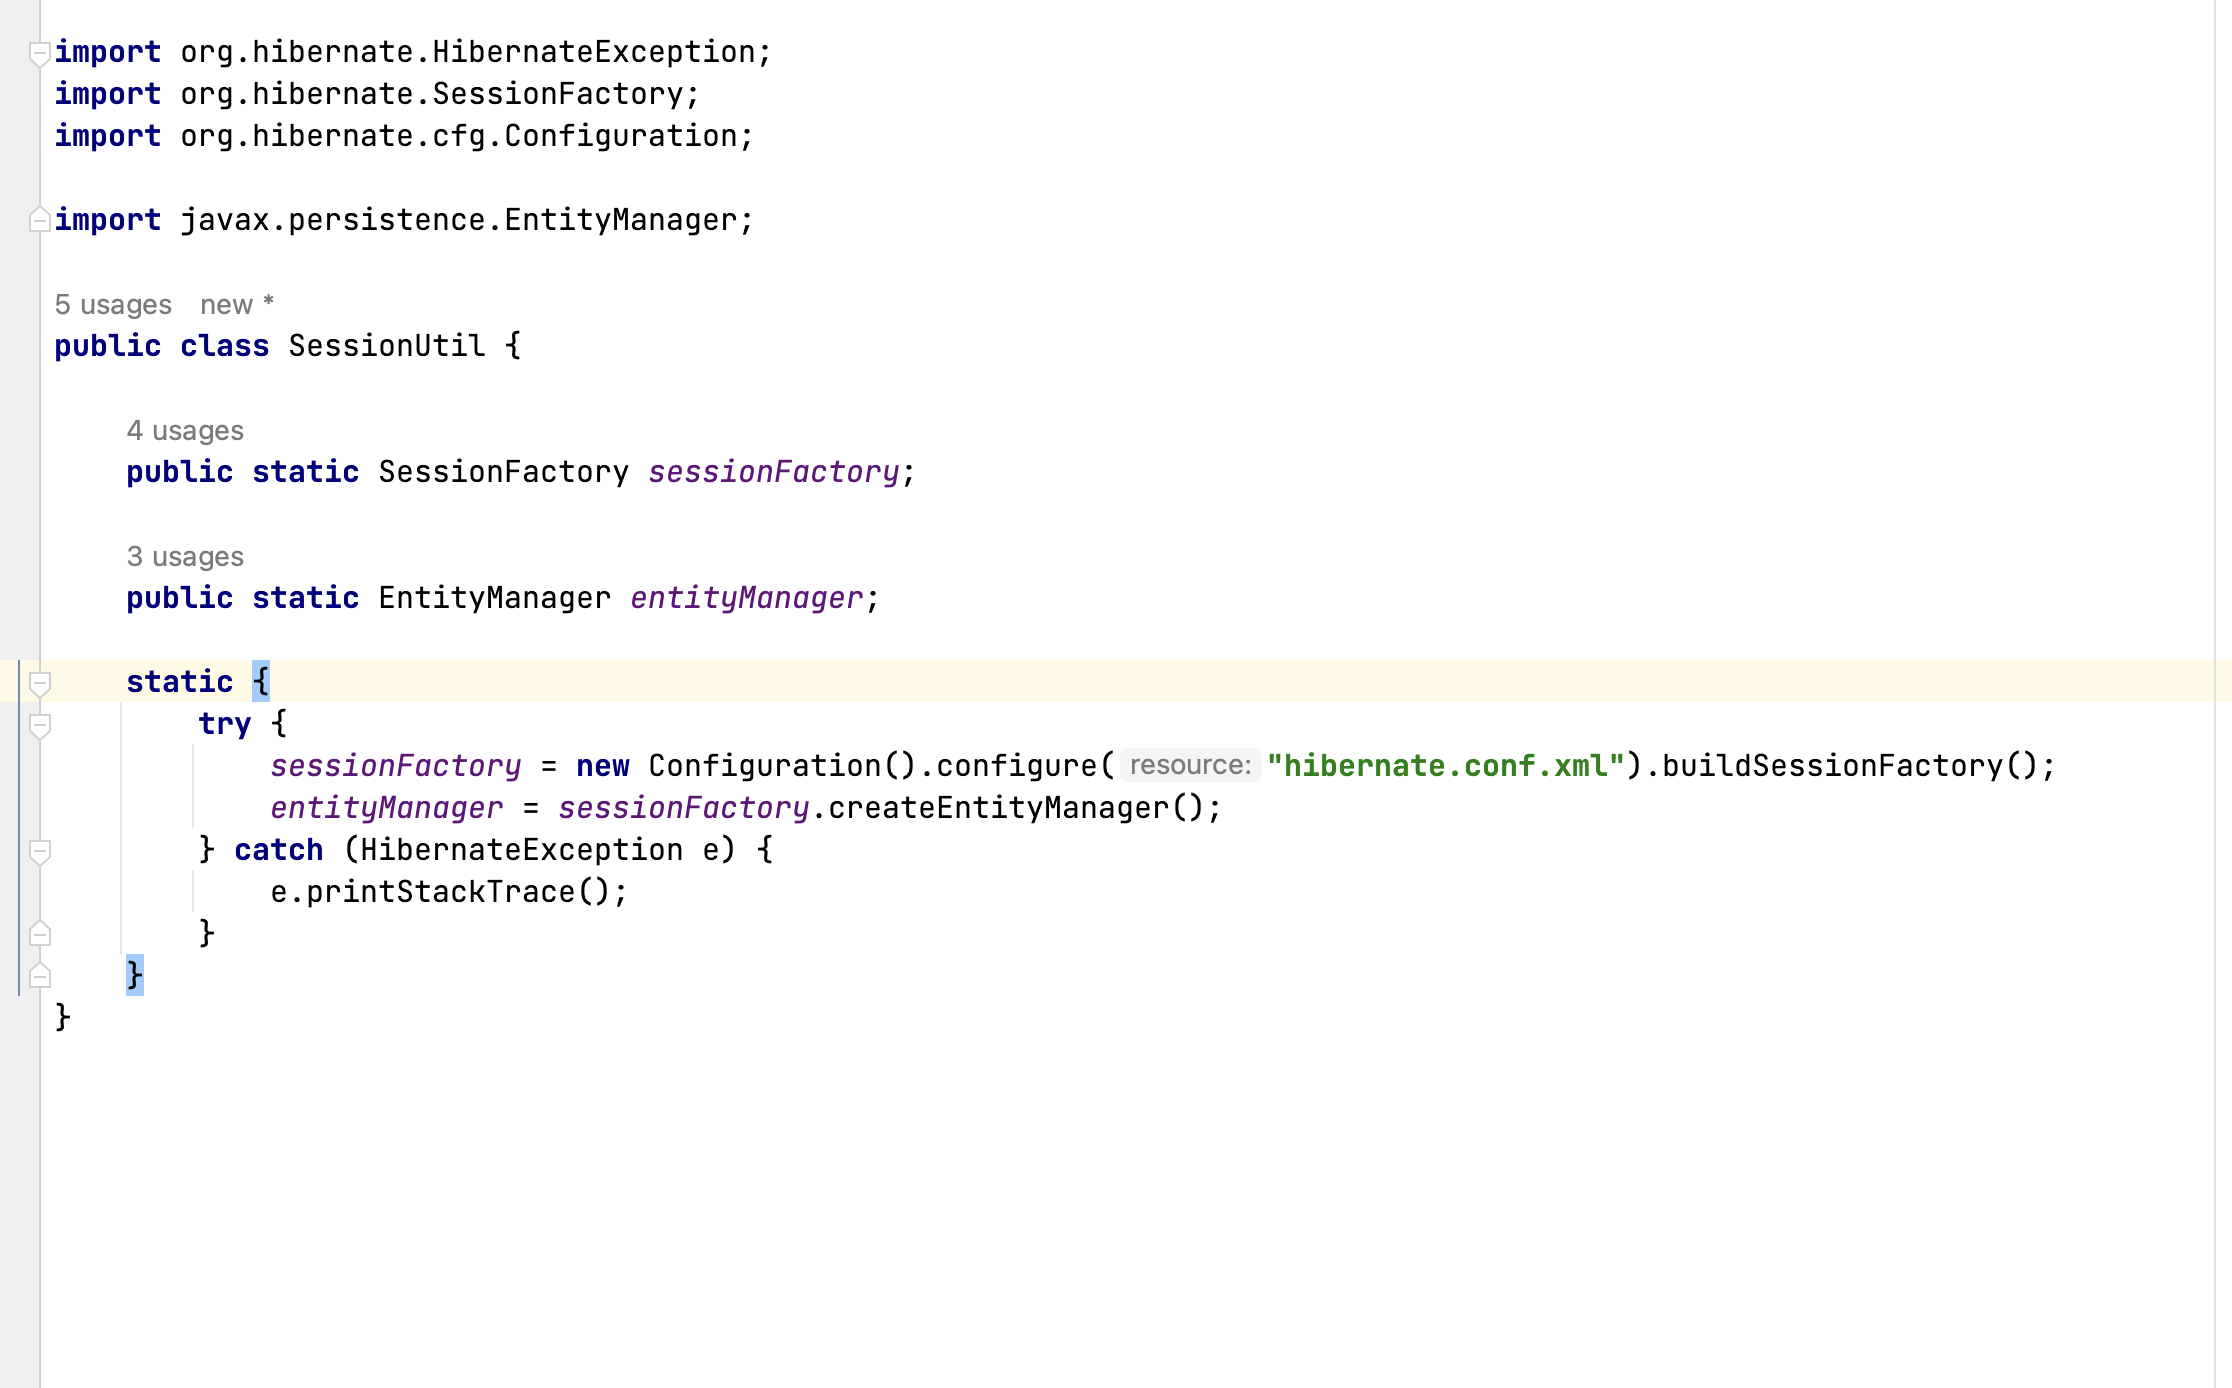 import org.hibernate.HibernateException;
import org.hibernate.SessionFactory;
import org.hibernate.cfg.Configuration;
import javax.persistence.EntityManager;
5 usages new *
public class SessionUtil {
4 usages
public static SessionFactory sessionFactory;
3 usages
public static EntityManager entityManager;
static {
try {
sessionFactory = new Configuration().configure( resource: "hibernate.conf.xml").buildSessionFactory();
entityManager = sessionFactory.createEntityManager();
} catch (HibernateException e) {
e.printStackTrace();
}
}
}